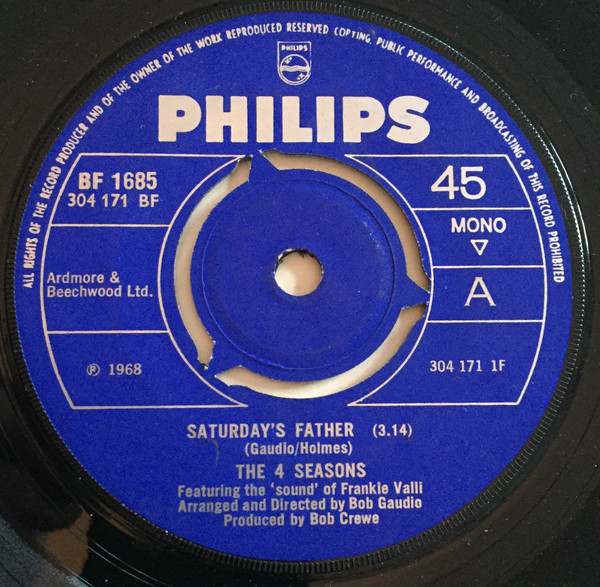 ALL RIGHTS OF THE RECORD PRODUCER AND OF THE OWNER OF THE WORK REPRODUCED RESERVED COPYING, PUBLIC PERFORMANCE AND BROADCASTING OF THIS RECORD PROHIBITED
PHILIPS
PHILIPS
BF 1685
304 171 BF
45
MONO
Ardmore &
Beechwood Ltd.
A
℗ 1968
304 171 1F
SATURDAY'S FATHER (3.14)
(Gaudio/Holmes)
THE 4 SEASONS
Featuring the 'sound' of Frankie Valli
Arranged and Directed by Bob Gaudio
Produced by Bob Crewe